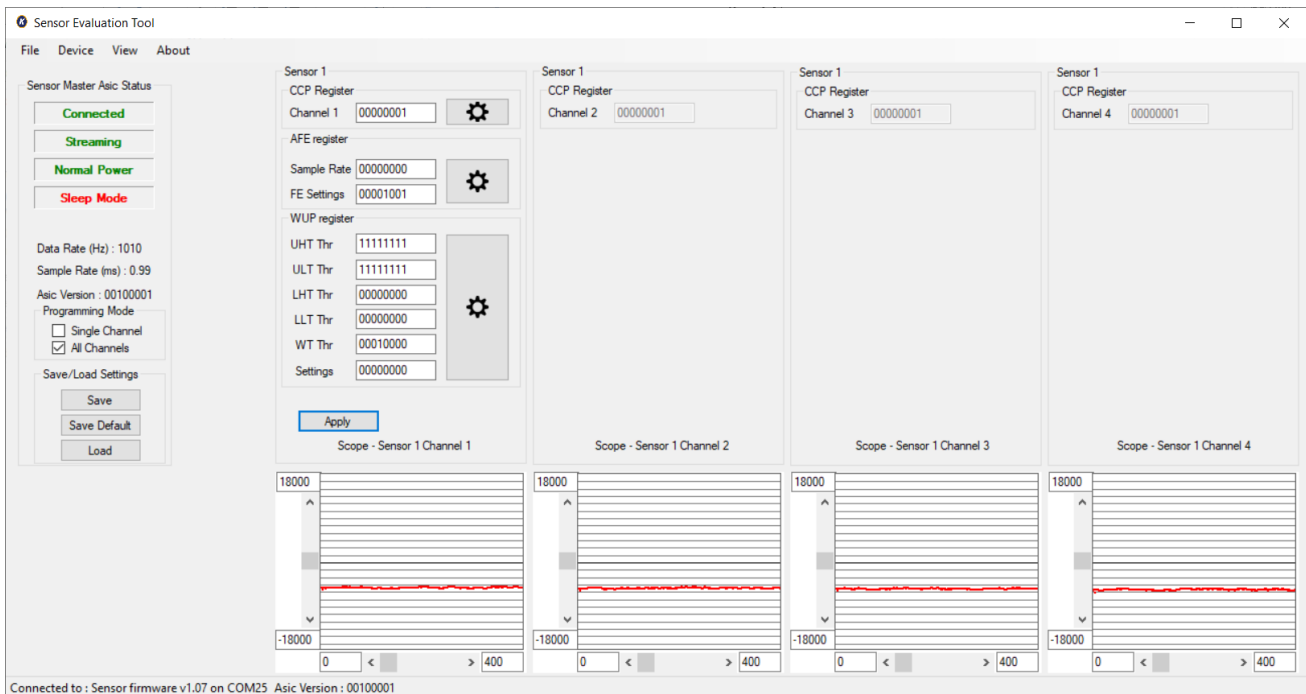 Sensor Evaluation Tool
File Device View About
Sensor Master Asic Status
Connected
Streaming
Normal Power
Sleep Mode
Data Rate (Hz) : 1010
Sample Rate (ms) : 0.99
Asic Version : 00100001
Programming Mode
Single Channel
All Channels
Save/Load Settings
Save
Save Default
Load
Sensor 1
CCP Register
Channel 1 00000001
AFE register
Sample Rate 00000000
FE Settings 00001001
WUP register
UHT Thr 11111111
ULT Thr 11111111
LHT Thr 00000000
LLT Thr 00000000
WT Thr 00010000
Settings 00000000
Apply
Scope - Sensor 1 Channel 1
18000
-18000
0 < > 400
Sensor 1
CCP Register
Channel 2 00000001
Scope - Sensor 1 Channel 2
18000
-18000
0 < > 400
Sensor 1
CCP Register
Channel 3 00000001
Scope - Sensor 1 Channel 3
18000
-18000
0 < > 400
Sensor 1
CCP Register
Channel 4 00000001
Scope - Sensor 1 Channel 4
18000
-18000
0 < > 400
Connected to : Sensor firmware v1.07 on COM25 Asic Version : 00100001